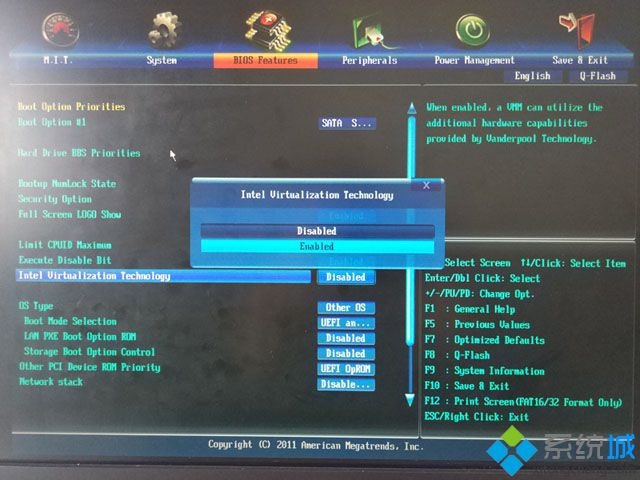 M.I.T. System BIOS Features Peripherals Power Management Save & Exit
English Q-Flash
Boot Option Priorities
Boot Option #1 SATA S...
Hard Drive BBS Priorities
Bootup NumLock State
Security Option
Full Screen LOGO Show Enabled
Limit CPUID Maximum
Execute Disable Bit Enabled
Intel Virtualization Technology Disabled
OS Type Other OS
Boot Mode Selection UEFI an...
LAN PXE Boot Option ROM Disabled
Storage Boot Option Control Disabled
Other PCI Device ROM Priority UEFI OpROM
Network stack Disable...
Intel Virtualization Technology
X
Disabled
Enabled
When enabled, a VMM can utilize the
additional hardware capabilities
provided by Vanderpool Technology.
Select Screen ↑↓/Click: Select Item
Enter/Dbl Click: Select
+/-/PU/PD: Change Opt.
F1 : General Help
F5 : Previous Values
F7 : Optimized Defaults
F8 : Q-Flash
F9 : System Information
F10 : Save & Exit
F12 : Print Screen(FAT16/32 Format Only)
ESC/Right Click: Exit
Copyright (C) 2011 American Megatrends, Inc.
系统城